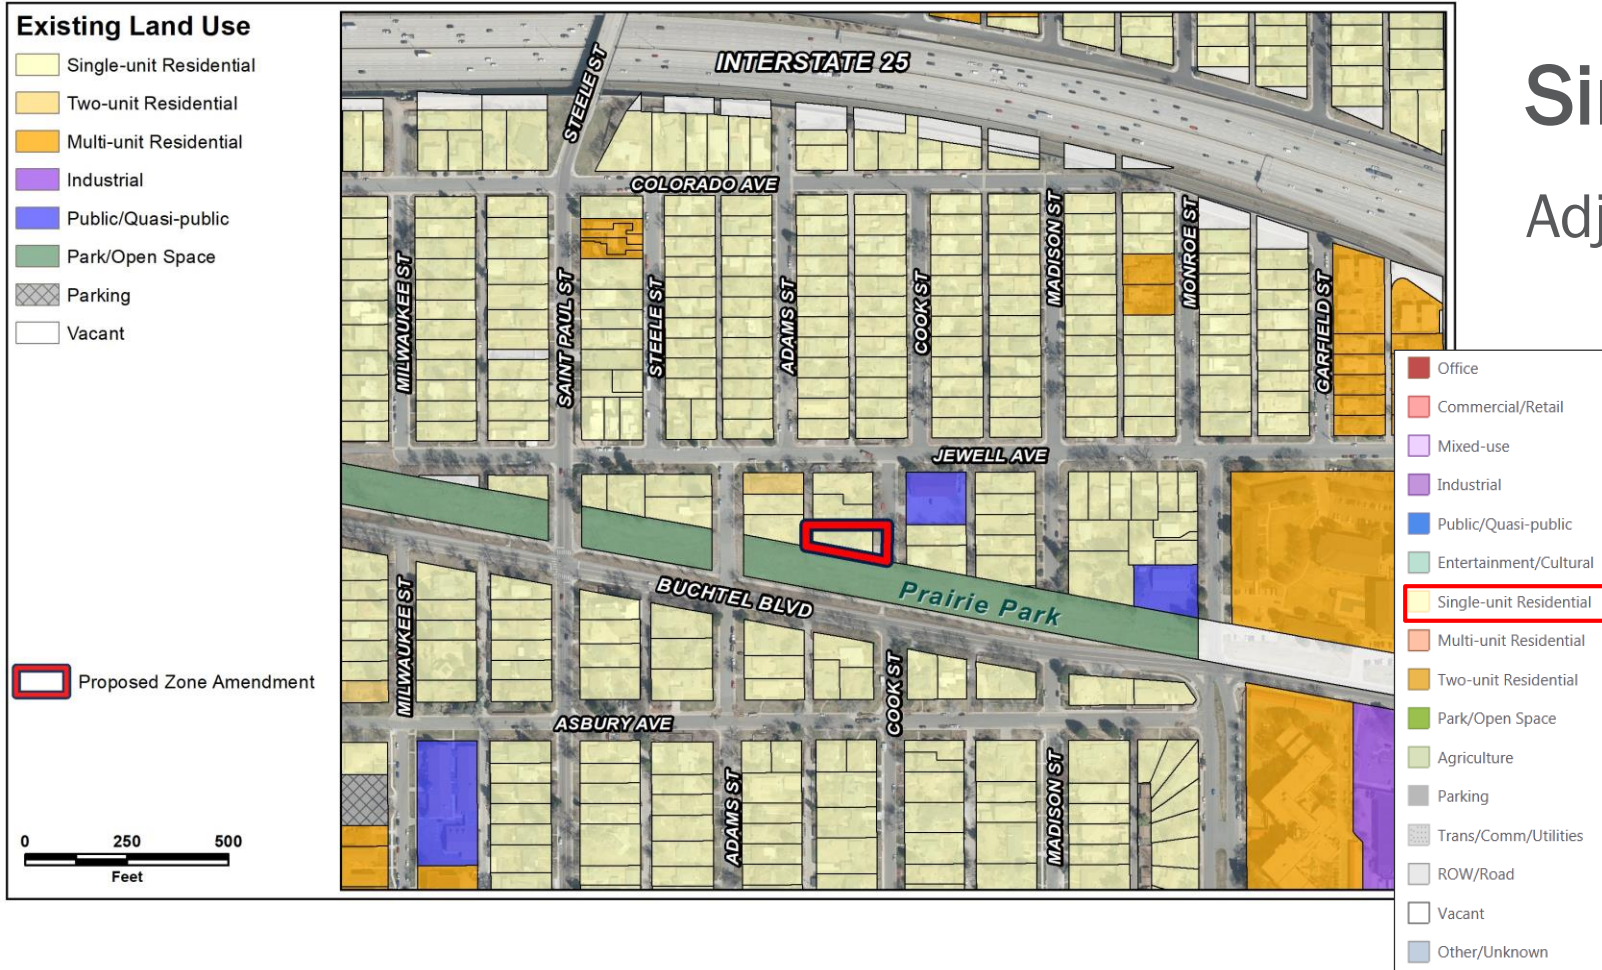 Existing Land Use
Single-unit Residential
Two-unit Residential
Multi-unit Residential
Industrial
Public/Quasi-public
Park/Open Space
Parking
Vacant
Proposed Zone Amendment
0 250 500
Feet
INTERSTATE 25
STEELE ST
COLORADO AVE
MILWAUKEE ST
SAINT PAUL ST
STEELE ST
ADAMS ST
COOK ST
MADISON ST
MONROE ST
GARFIELD ST
JEWELL AVE
BUCHTEL BLVD
Prairie Park
MILWAUKEE ST
COOK ST
ASBURY AVE
ADAMS ST
MADISON ST
Sin
Adj
Office
Commercial/Retail
Mixed-use
Industrial
Public/Quasi-public
Entertainment/Cultural
Single-unit Residential
Multi-unit Residential
Two-unit Residential
Park/Open Space
Agriculture
Parking
Trans/Comm/Utilities
ROW/Road
Vacant
Other/Unknown